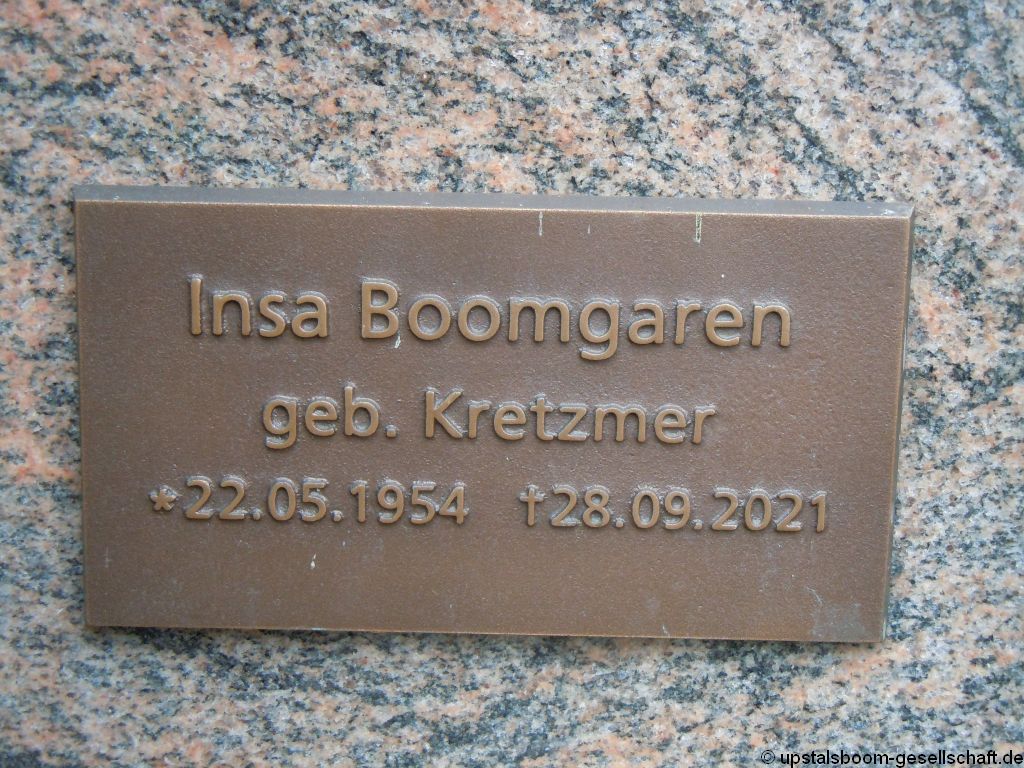 Insa Boomgaren
geb. Kretzmer
*22.05.1954 †28.09.2021
© upstalsboom-gesellschaft.de